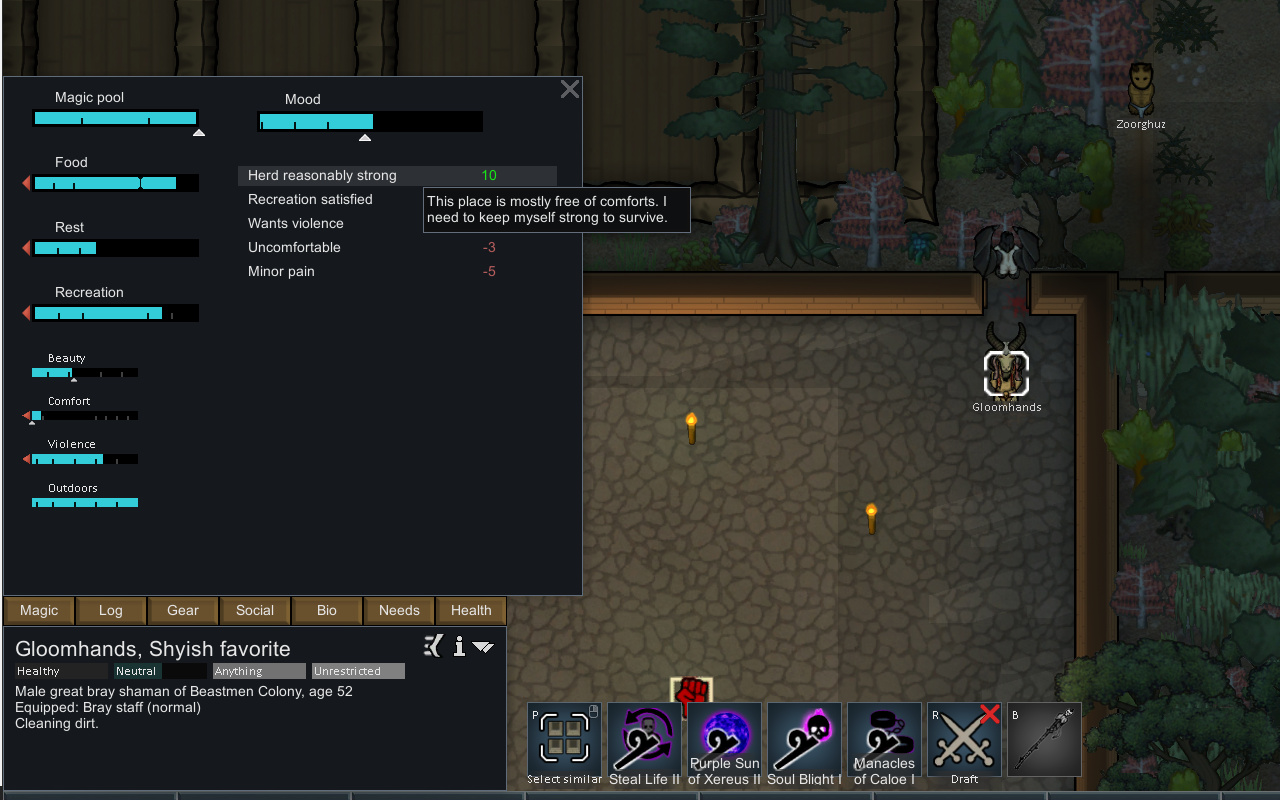 Magic pool
Mood
Food
Rest
Recreation
Beauty
Comfort
Violence
Outdoors
Herd reasonably strong 10
Recreation satisfied
Wants violence
Uncomfortable -3
Minor pain -5
This place is mostly free of comforts. I
need to keep myself strong to survive.
Zoorghuz
Gloomhands
Magic Log Gear Social Bio Needs Health
Gloomhands, Shyish favorite
Healthy Neutral Anything Unrestricted
Male great bray shaman of Beastmen Colony, age 52
Equipped: Bray staff (normal)
Cleaning dirt.
P
Select similar
Steal Life II
Purple Sun
of Xereus II
Soul Blight I
Manacles
of Caloe I
R
Draft
B